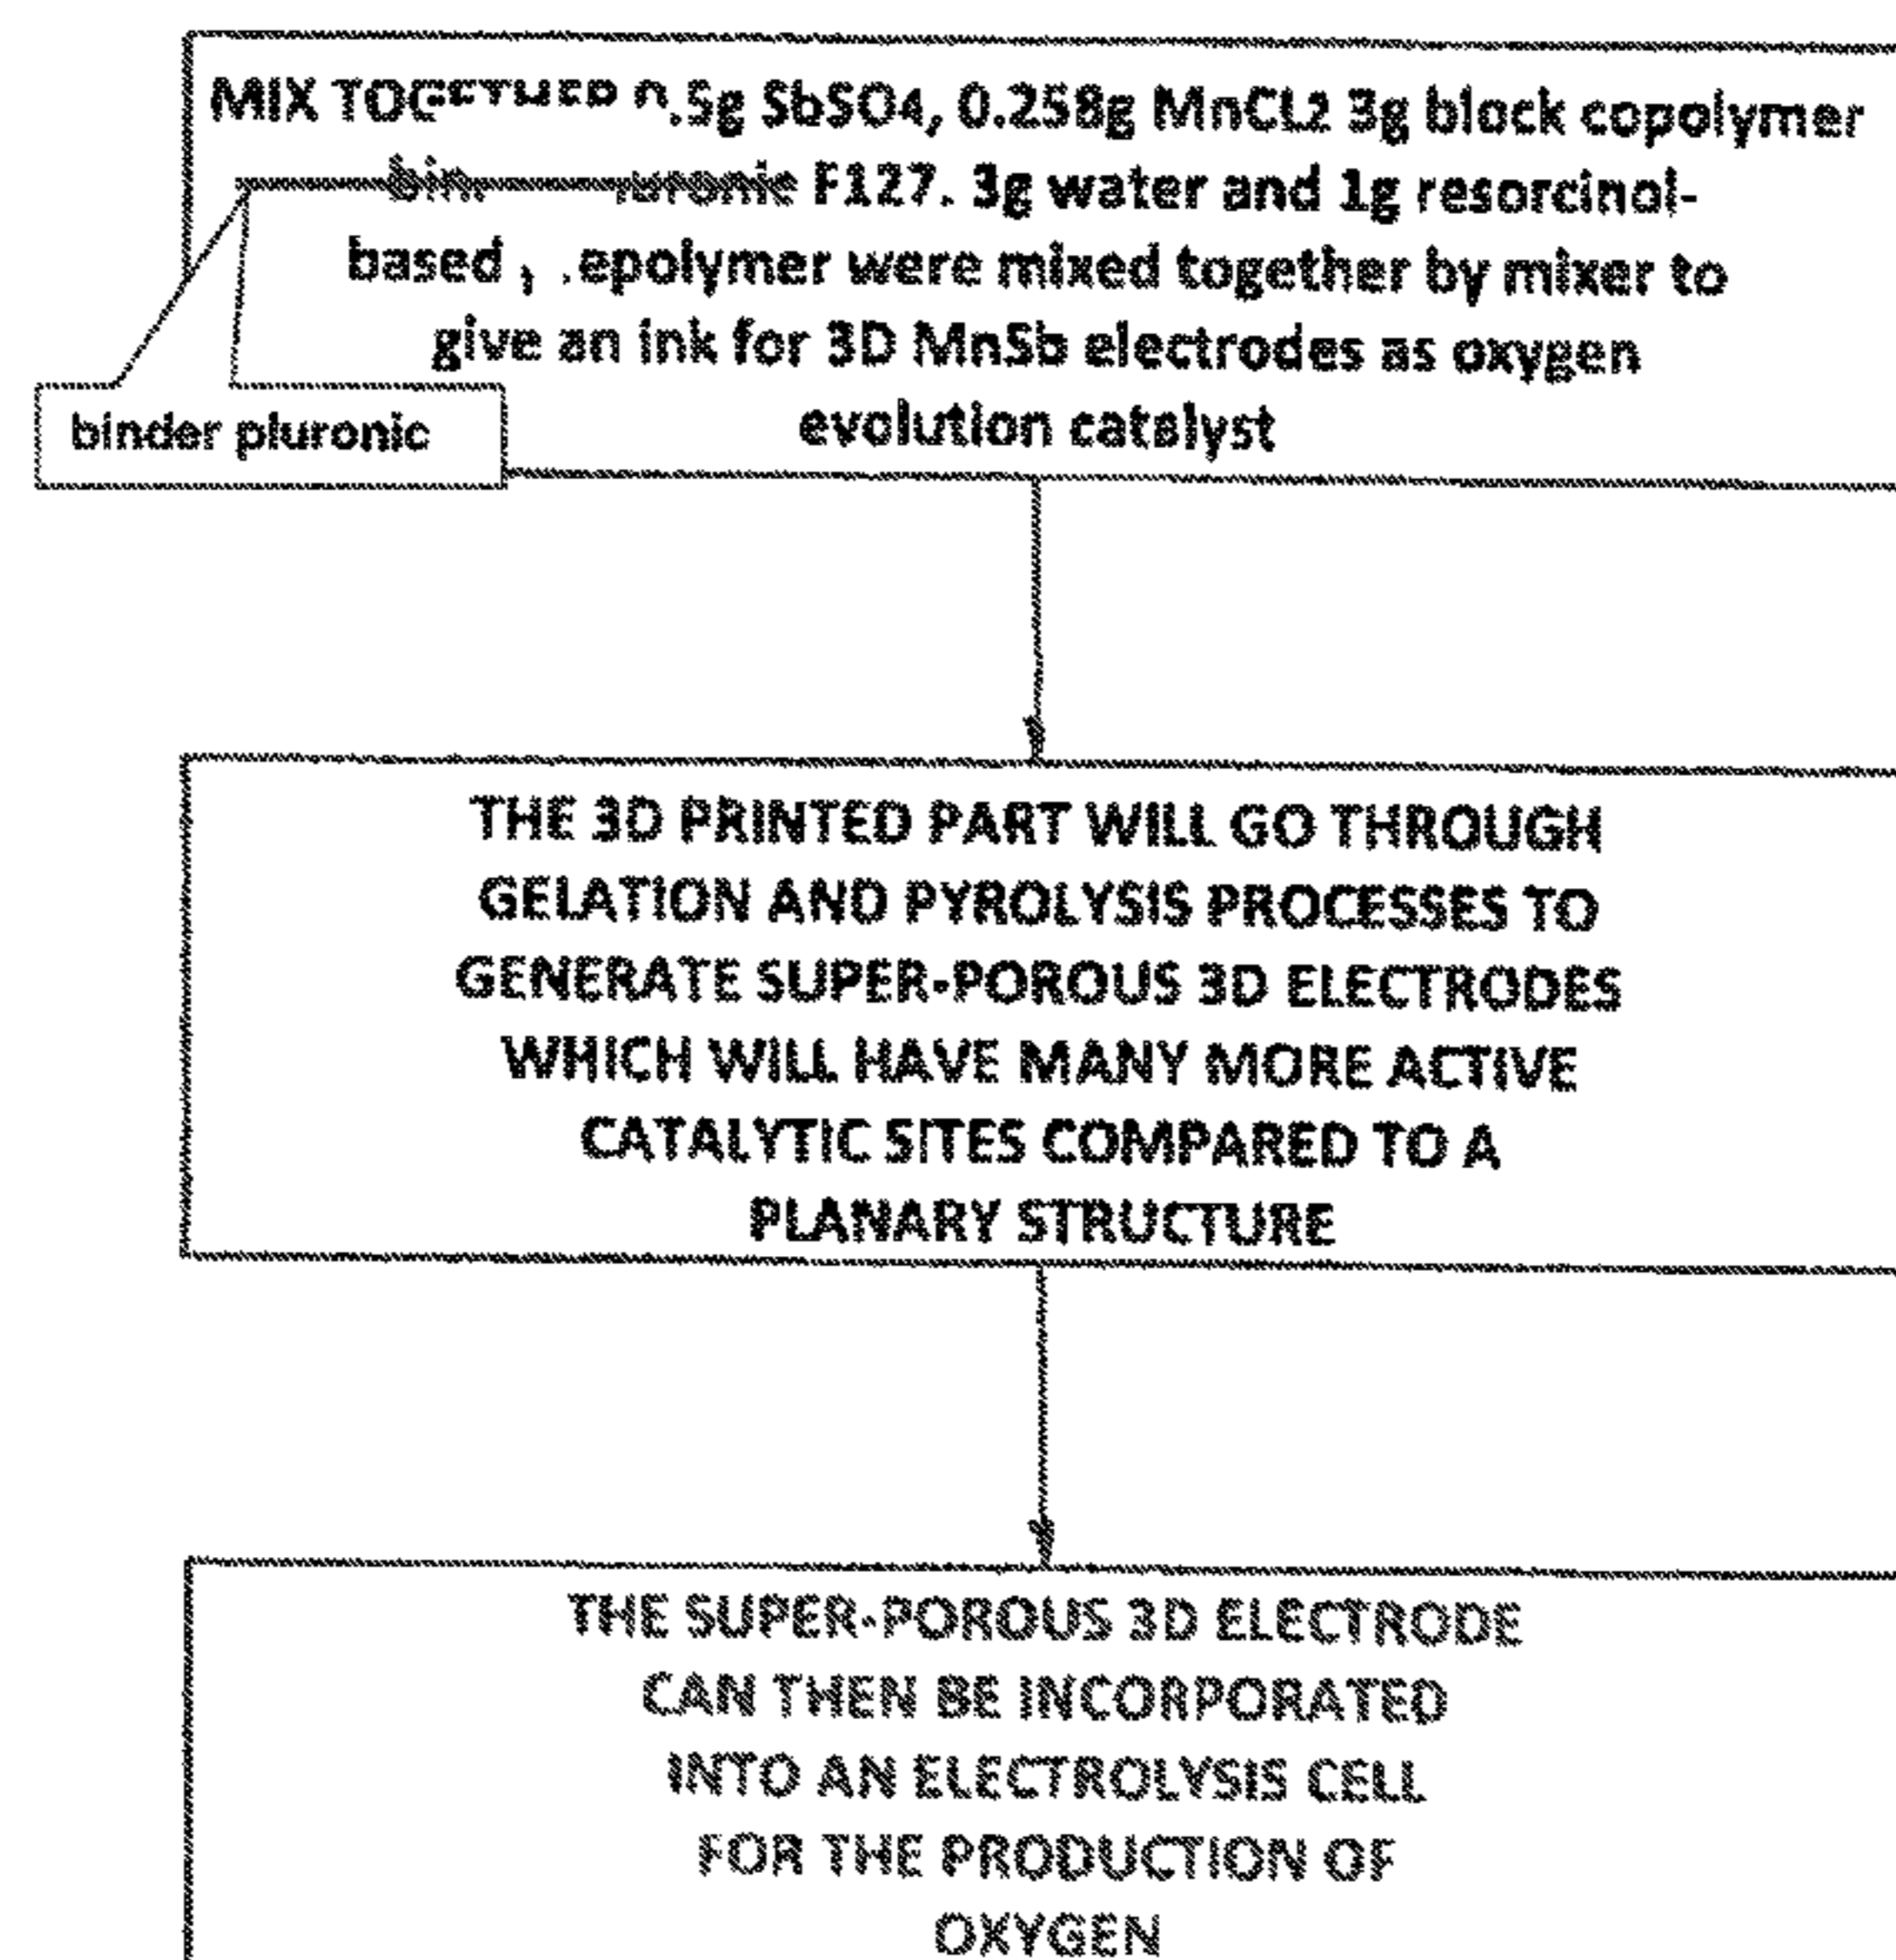 MIX TOGETHER .5g SbSO4, 0.258g MnCL2 3g block copolymer
F127. 3g water and 1g resorcinol-
based , .epolymer were mixed together by mixer to
give an ink for 3D MnSb electrodes as oxygen
evolution catalyst
binder pluronic
THE 3D PRINTED PART WILL GO THROUGH
GELATION AND PYROLYSIS PROCESSES TO
GENERATE SUPER-POROUS 3D ELECTRODES
WHICH WILL HAVE MANY MORE ACTIVE
CATALYTIC SITES COMPARED TO A
PLANARY STRUCTURE
THE SUPER-POROUS 3D ELECTRODE
CAN THEN BE INCORPORATED
INTO AN ELECTROLYSIS CELL
FOR THE PRODUCTION OF
OXYGEN